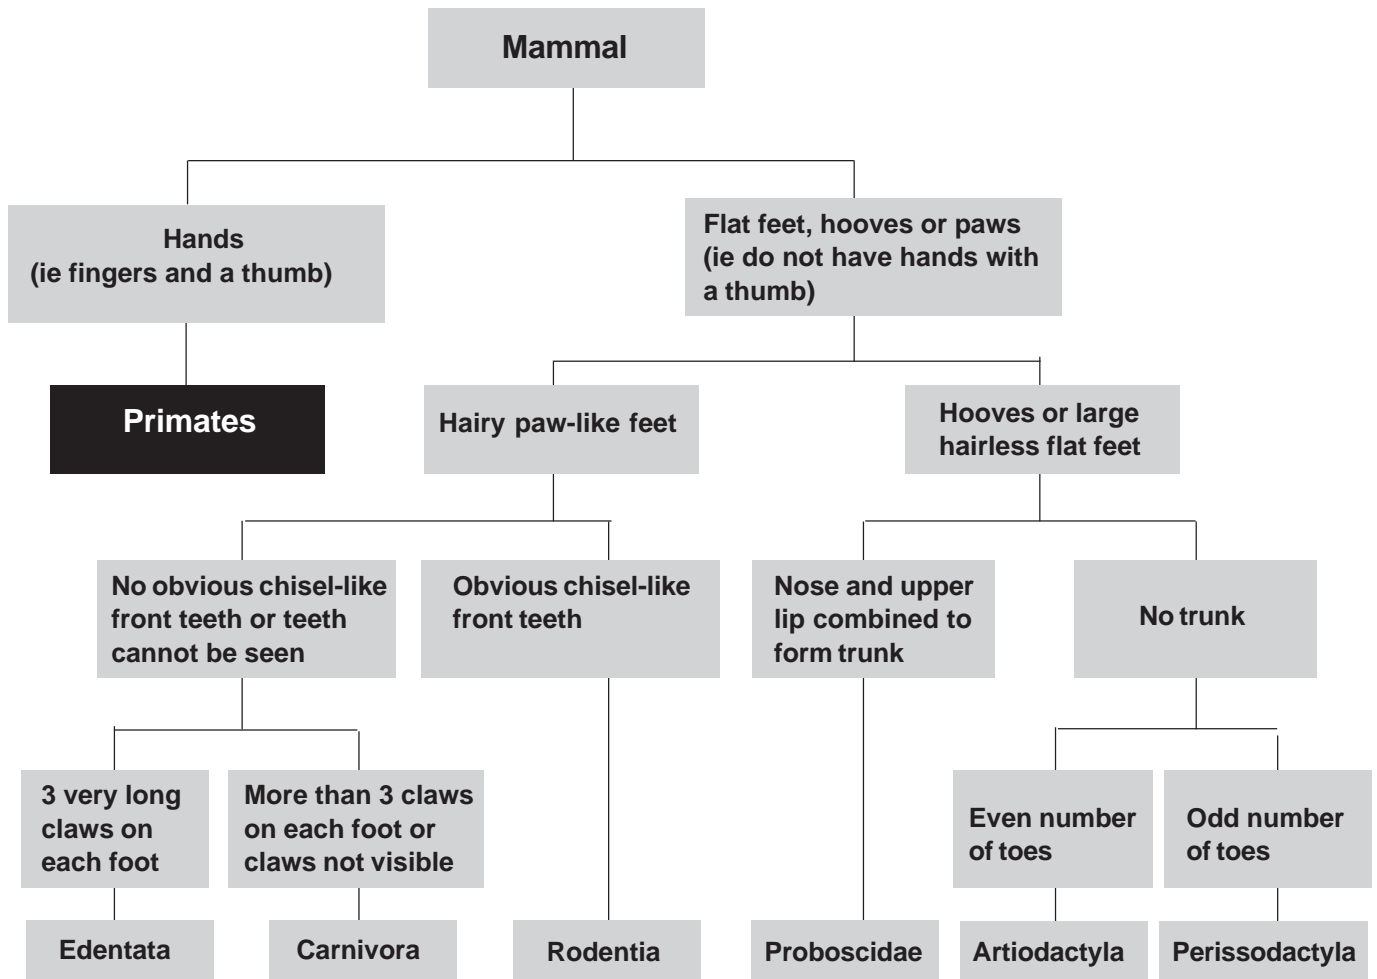 Mammal
Hands
(ie fingers and a thumb)
Flat feet, hooves or paws
(ie do not have hands with
a thumb)
Primates
Hairy paw-like feet
Hooves or large
hairless flat feet
No obvious chisel-like
front teeth or teeth
cannot be seen
Obvious chisel-like
front teeth
Nose and upper
lip combined to
form trunk
No trunk
3 very long
claws on
each foot
More than 3 claws
on each foot or
claws not visible
Even number
of toes
Odd number
of toes
Edentata
Carnivora
Rodentia
Proboscidae
Artiodactyla
Perissodactyla